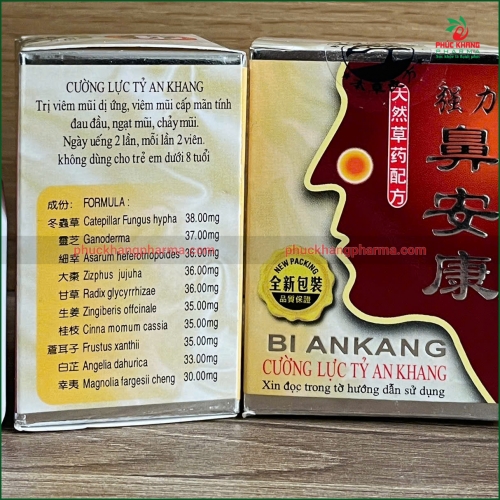 PHÚC KHANG
CƯỜNG LỰC TỶ AN KHANG
Trị viêm mũi dị ứng, viêm mũi cấp mãn tính
đau đầu, ngạt mũi, chảy mũi.
Ngày uống 2 lần, mỗi lần 2 viên.
không dùng cho trẻ em dưới 8 tuổi
成份: FORMULA :
冬蟲草 Catepillar Fungus hypha 38.00mg
靈芝 Ganoderma 37.00mg
細辛 Asarum heferotnopoides 36.00mg
大棗 Zizphus jujuha 36.00mg
甘草 Radix glycyrrhizae 36.00mg
生姜 Zingiberis offcinale 35.00mg
桂枝 Cinna momum cassia 35.00mg
蒼耳子 Frustus xanthii 35.00mg
白芷 Angelia dahurica 33.00mg
幸夷 Magnolia fargesii cheng 30.00mg
phuckhangpharma.com
phuckhangpharma.com
天然草药配方
强力
鼻安康
NEW PACKING
全新包裝
品質保證
BI ANKANG
CƯỜNG LỰC TỶ AN KHANG
Xin đọc trong tờ hướng dẫn sử dụng